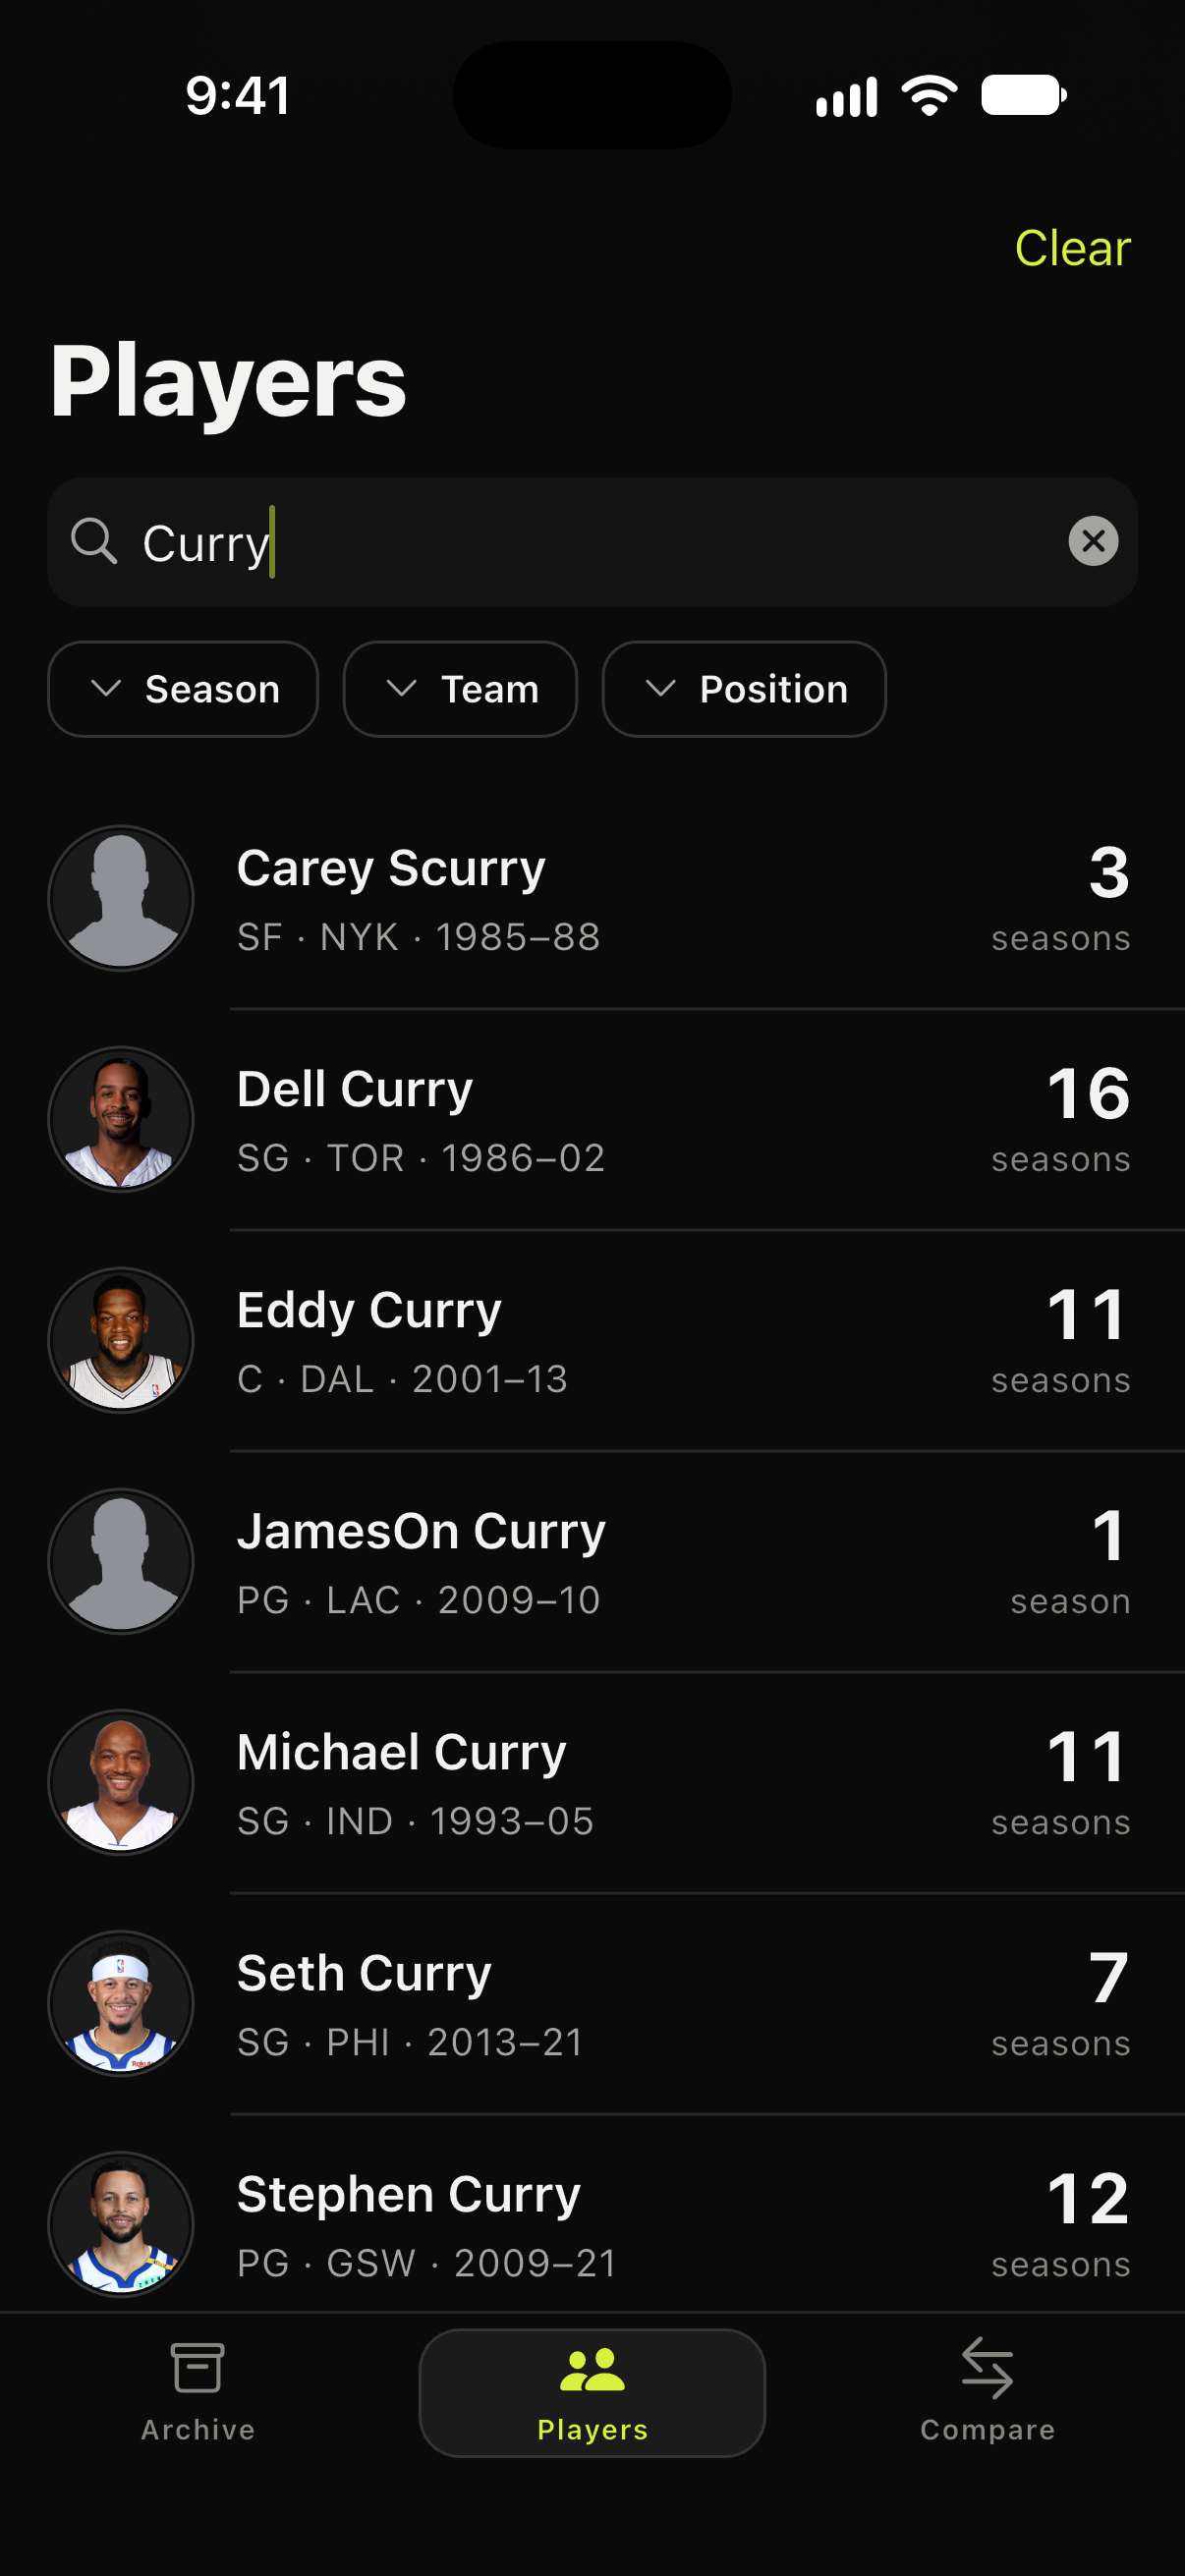 9:41
Clear
Players
Curry
Season Team Position
Carey Scurry 3
SF · NYK · 1985–88 seasons
Dell Curry 16
SG · TOR · 1986–02 seasons
Eddy Curry 11
C · DAL · 2001–13 seasons
JamesOn Curry 1
PG · LAC · 2009–10 season
Michael Curry 11
SG · IND · 1993–05 seasons
Seth Curry 7
SG · PHI · 2013–21 seasons
Stephen Curry 12
PG · GSW · 2009–21 seasons
Archive Players Compare